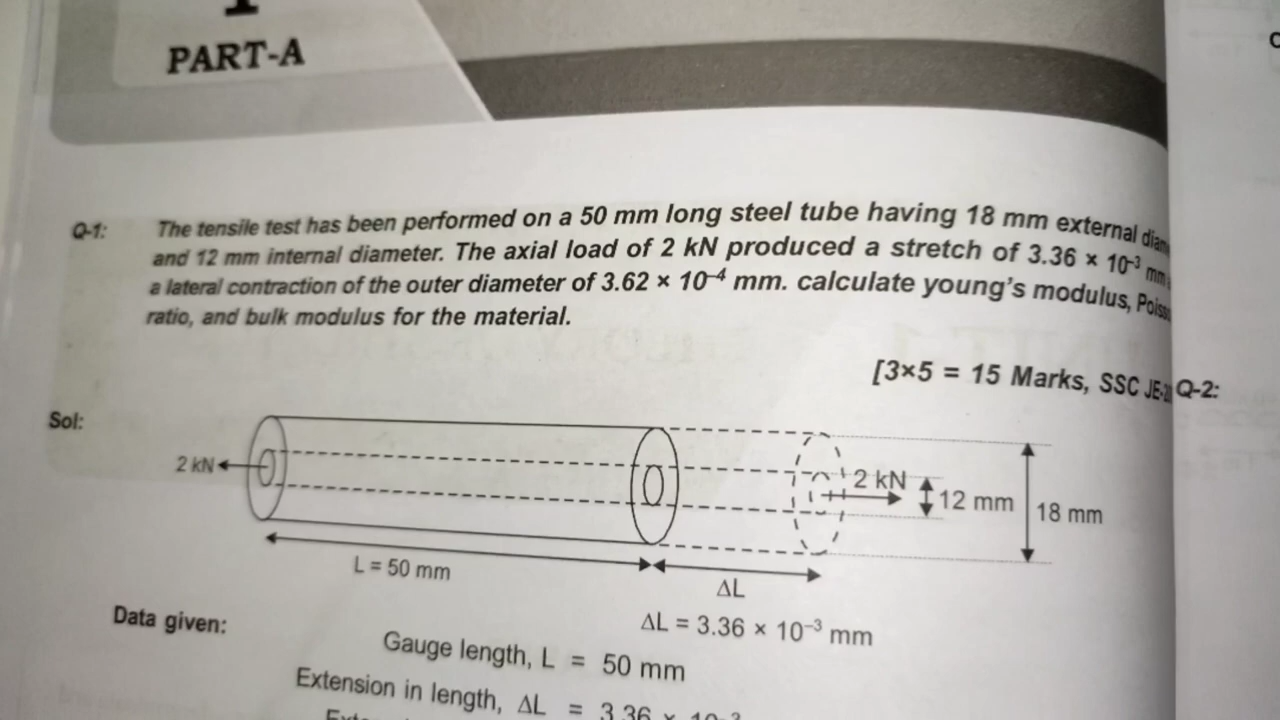 PART-A
Q-1: The tensile test has been performed on a 50 mm long steel tube having 18 mm external
and 12 mm internal diameter. The axial load of 2 kN produced a stretch of 3.36 × 10⁻³ mm
a lateral contraction of the outer diameter of 3.62 × 10⁻⁴ mm. calculate young's modulus,
ratio, and bulk modulus for the material.
[3×5 = 15 Marks, SSC JE-
Q-2:
Sol:
2 kN
2 kN
12 mm
18 mm
L = 50 mm
ΔL
ΔL = 3.36 × 10⁻³ mm
Data given:
Gauge length, L = 50 mm
Extension in length, ΔL = 3.36 ×